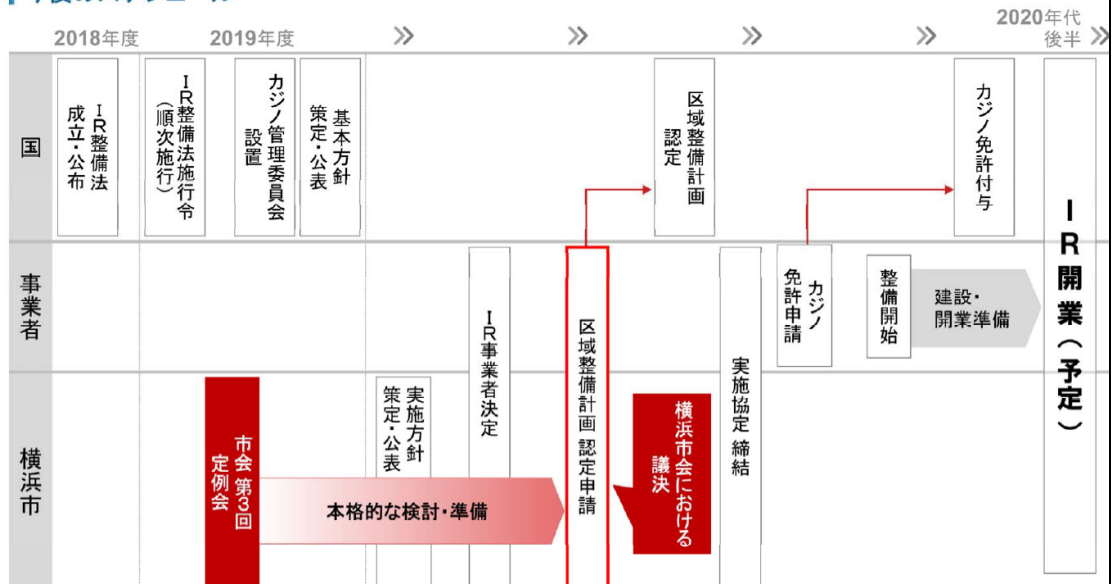 2018年度
2019年度
≫
≫
≫
≫
2020年代
後半
≫
国
IR整備法
成立・公布
IR整備法施行令
(順次施行)
カジノ管理委員会
設置
基本方針
策定・公表
区域整備計画
認定
カジノ免許付与
事業者
IR事業者決定
区域整備計画 認定申請
カジノ
免許申請
整備開始
建設・
開業準備
IR開業(予定)
横浜市
市会 第3回
定例会
実施方針
策定・公表
本格的な検討・準備
横浜市会における
議決
実施協定 締結